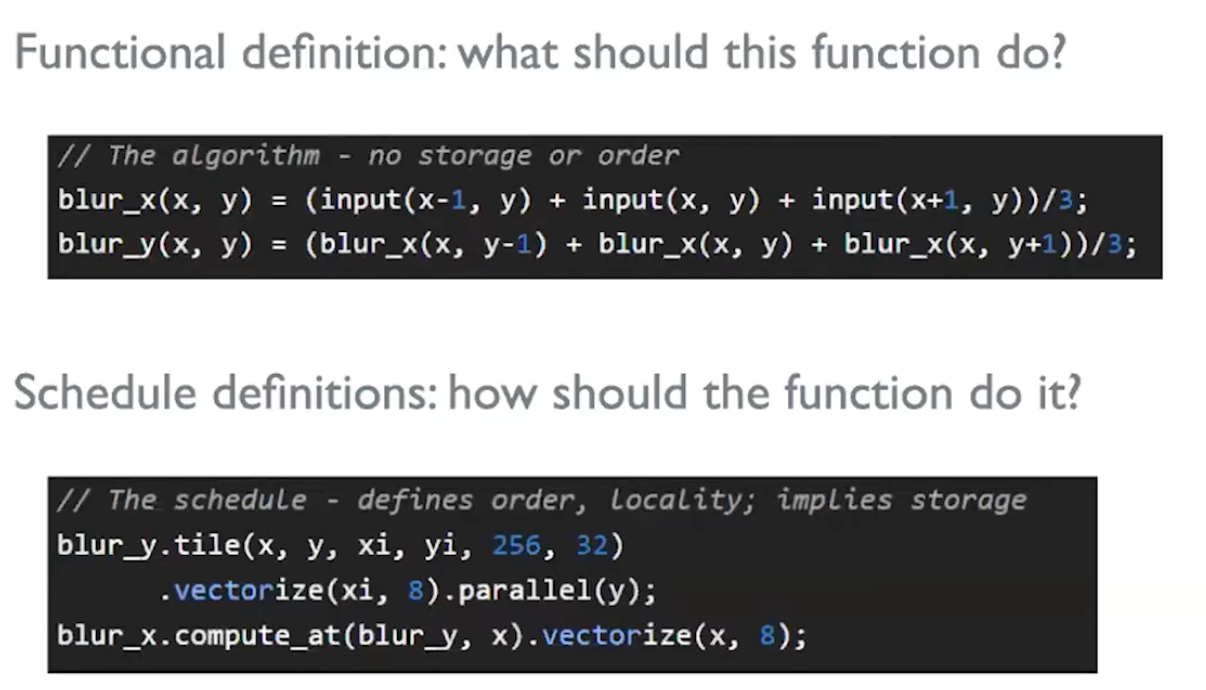 Functional definition: what should this function do?
// The algorithm - no storage or order
blur_x(x, y) = (input(x-1, y) + input(x, y) + input(x+1, y))/3;
blur_y(x, y) = (blur_x(x, y-1) + blur_x(x, y) + blur_x(x, y+1))/3;
Schedule definitions: how should the function do it?
// The schedule - defines order, locality; implies storage
blur_y.tile(x, y, xi, yi, 256, 32)
.vectorize(xi, 8).parallel(y);
blur_x.compute_at(blur_y, x).vectorize(x, 8);